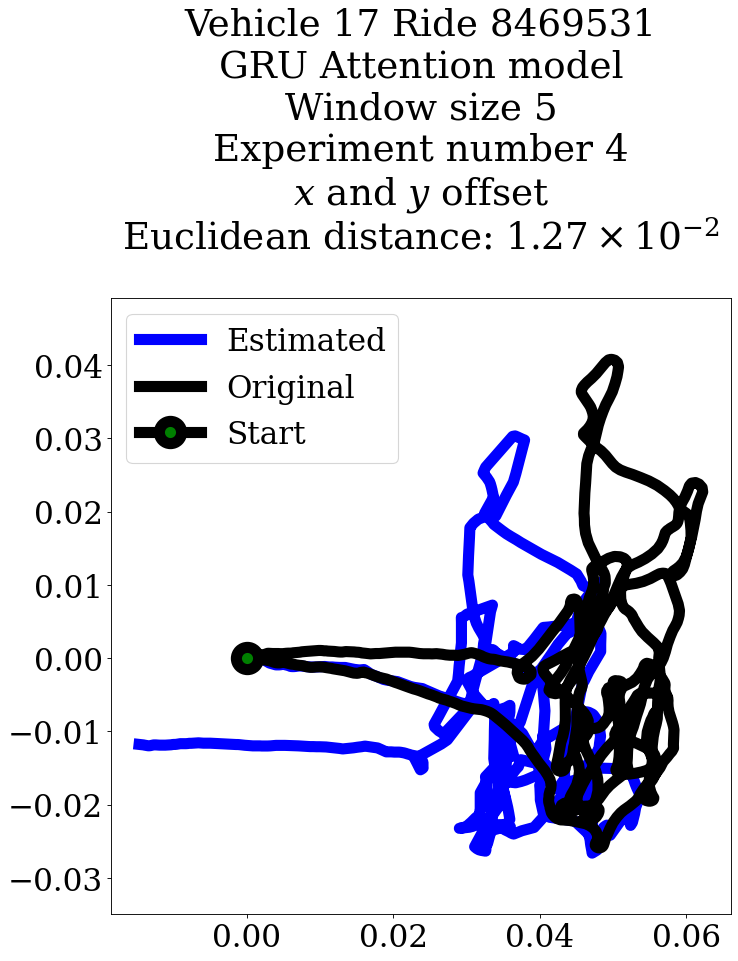 Vehicle 17 Ride 8469531
GRU Attention model
Window size 5
Experiment number 4
x and y offset
Euclidean distance: 1.27 × 10⁻²
Estimated
Original
Start
0.04
0.03
0.02
0.01
0.00
−0.01
−0.02
−0.03
0.00 0.02 0.04 0.06